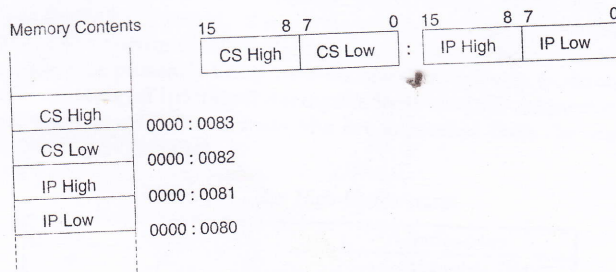 Memory Contents
15 8 7 0 15 8 7 0
CS High CS Low : IP High IP Low
CS High 0000 : 0083
CS Low 0000 : 0082
IP High 0000 : 0081
IP Low 0000 : 0080